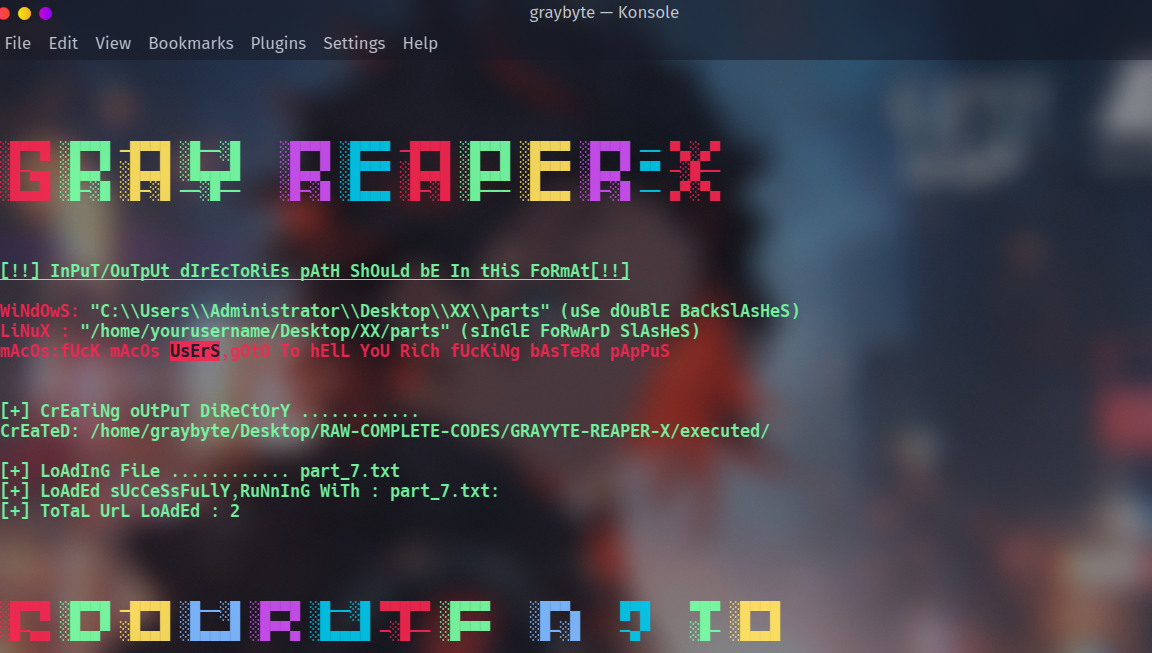 graybyte — Konsole
File Edit View Bookmarks Plugins Settings Help
GRAY REAPER-X
[!!] InPuT/OuTpUt dIrEcToRiEs pAtH ShOuLd bE In tHiS FoRmAt[!!]
WiNdOwS: "C:\\Users\\Administrator\\Desktop\\XX\\parts" (uSe dOuBlE BaCkSlAsHeS)
LiNuX : "/home/yourusername/Desktop/XX/parts" (sInGlE FoRwArD SlAsHeS)
mAcOs:fUcK mAcOs UsErS,gOtO To hElL YoU RiCh fUcKiNg bAsTeRd pApPuS
[+] CrEaTiNg oUtPuT DiReCtOrY ............
CrEaTeD: /home/graybyte/Desktop/RAW-COMPLETE-CODES/GRAYYTE-REAPER-X/executed/
[+] LoAdInG FiLe ............ part_7.txt
[+] LoAdEd sUcCeSsFuLlY,RuNnInG WiTh : part_7.txt:
[+] ToTaL UrL LoAdEd : 2